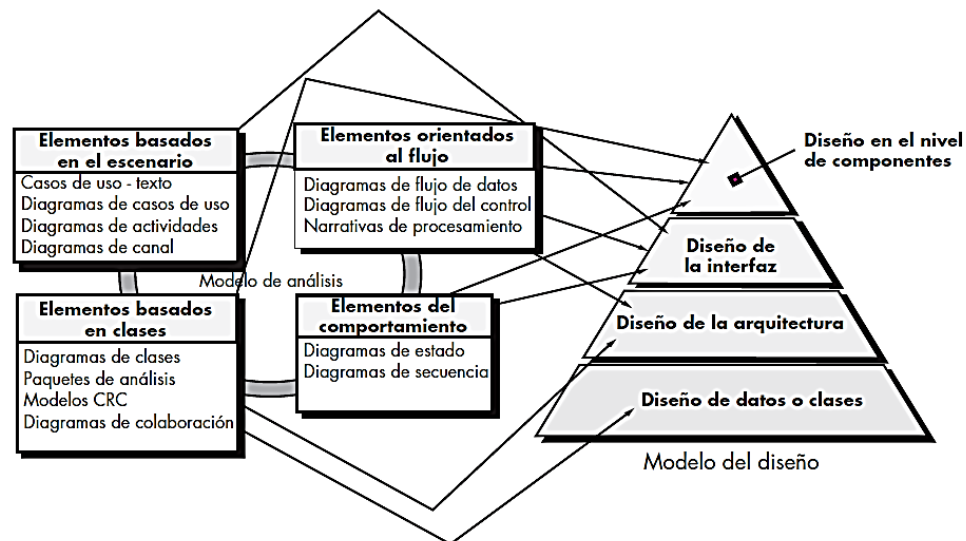 Elementos basados
en el escenario
Casos de uso - texto
Diagramas de casos de uso
Diagramas de actividades
Diagramas de canal
Elementos orientados
al flujo
Diagramas de flujo de datos
Diagramas de flujo del control
Narrativas de procesamiento
Modelo de análisis
Elementos basados
en clases
Diagramas de clases
Paquetes de análisis
Modelos CRC
Diagramas de colaboración
Elementos del
comportamiento
Diagramas de estado
Diagramas de secuencia
Diseño en el nivel
de componentes
Diseño de
la interfaz
Diseño de la arquitectura
Diseño de datos o clases
Modelo del diseño